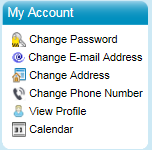 My Account
Change Password
Change E-mail Address
Change Address
Change Phone Number
View Profile
Calendar